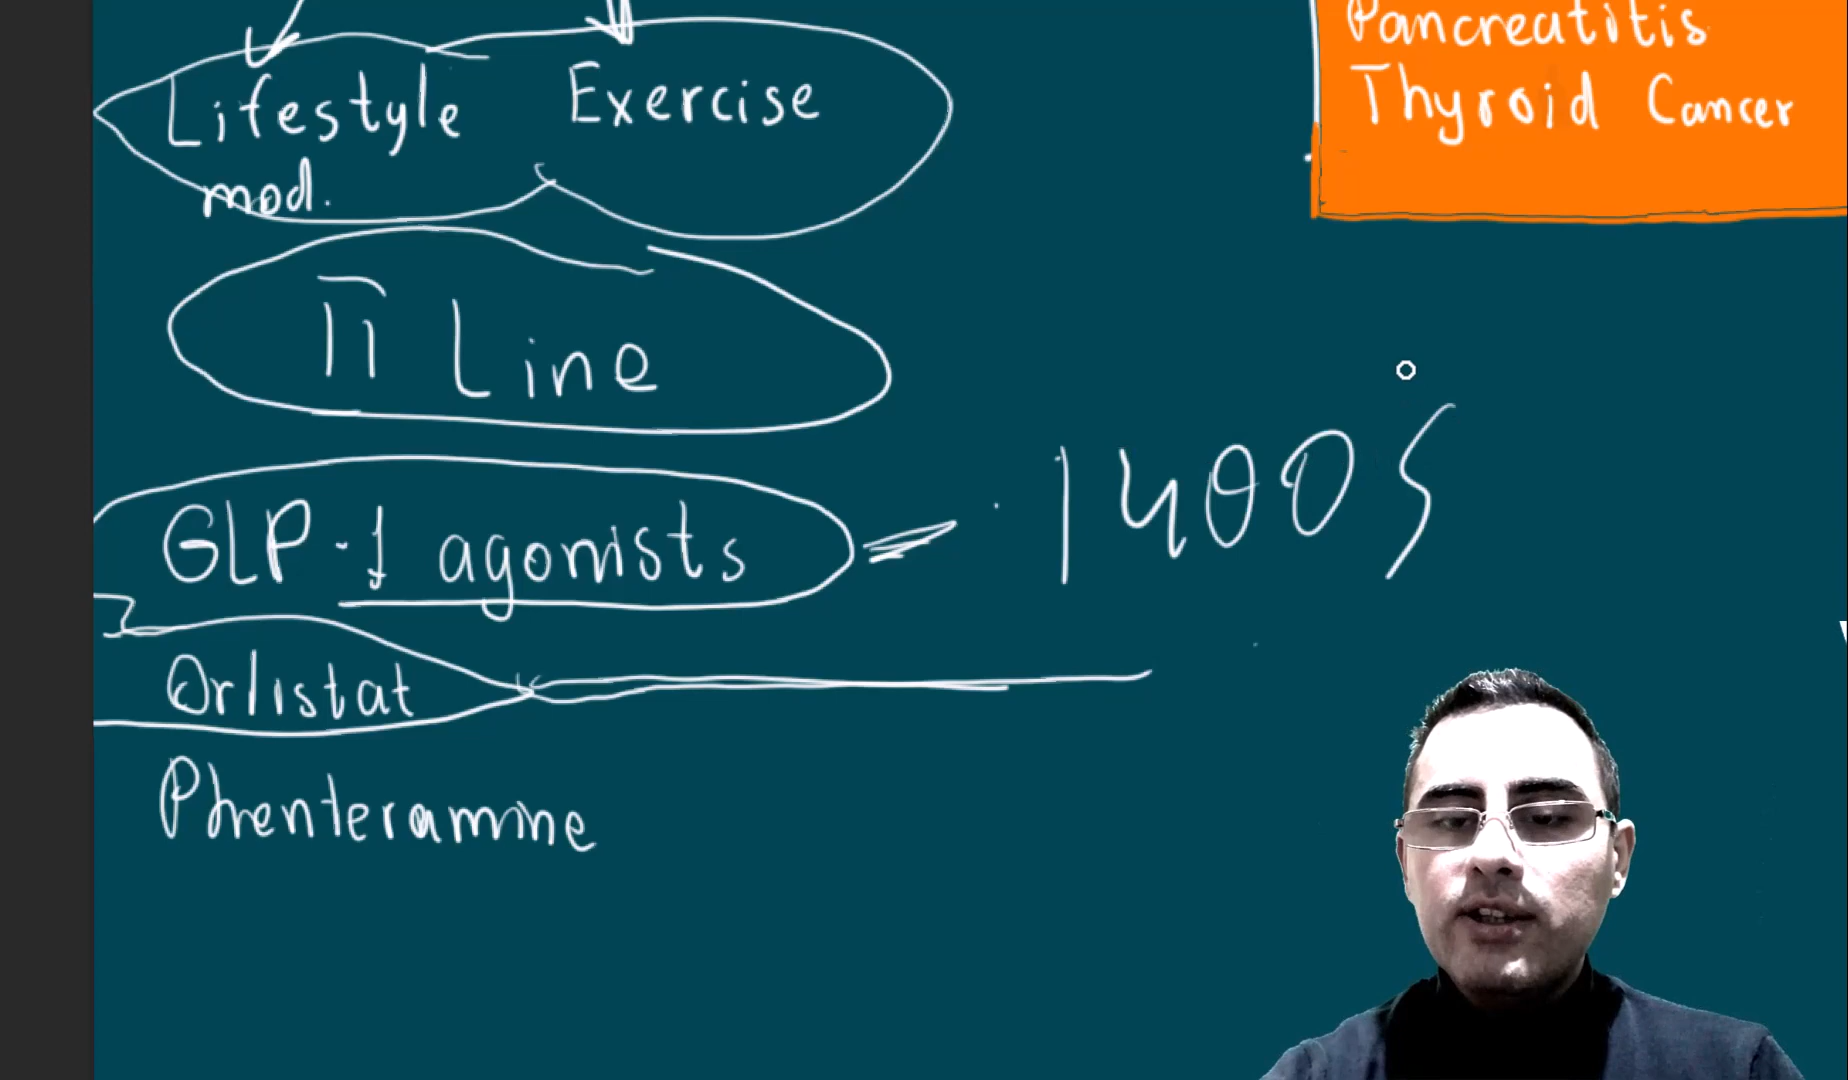 Lifestyle Exercise
mod.
II Line
GLP-1 agonists 1400$
Orlistat
Phenteramine
Pancreatitis
Thyroid Cancer